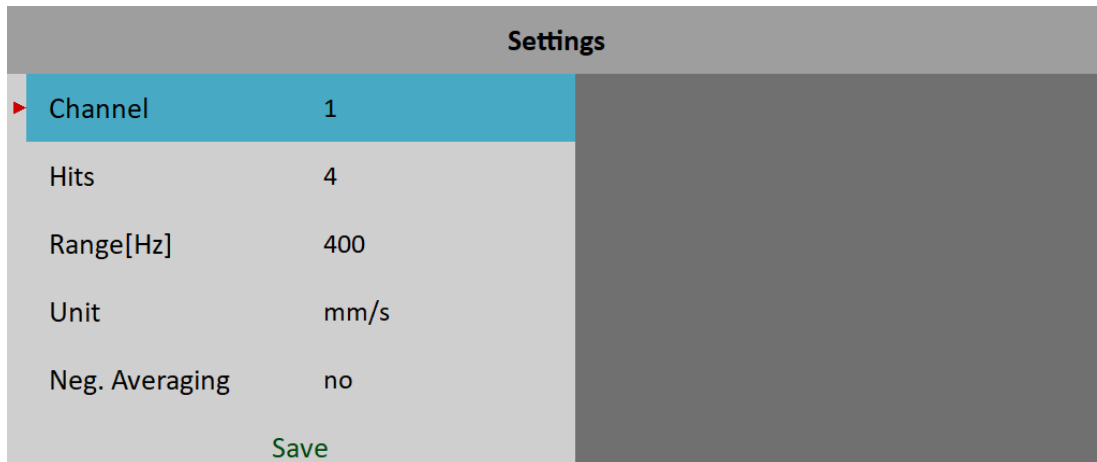 Settings
Channel 1
Hits 4
Range[Hz] 400
Unit mm/s
Neg. Averaging no
Save